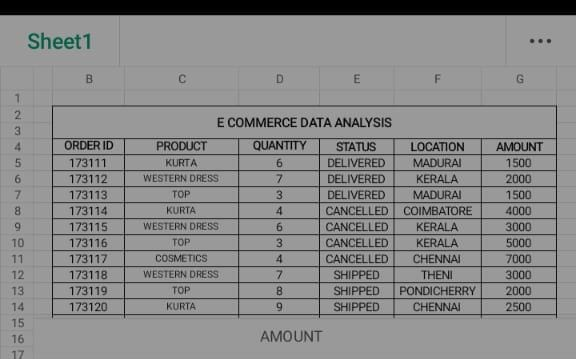 Sheet1
B C D E F G
1
2
E COMMERCE DATA ANALYSIS
3
4 ORDER ID PRODUCT QUANTITY STATUS LOCATION AMOUNT
5 173111 KURTA 6 DELIVERED MADURAI 1500
6 173112 WESTERN DRESS 7 DELIVERED KERALA 2000
7 173113 TOP 3 DELIVERED MADURAI 1500
8 173114 KURTA 4 CANCELLED COIMBATORE 4000
9 173115 WESTERN DRESS 6 CANCELLED KERALA 3000
10 173116 TOP 3 CANCELLED KERALA 5000
11 173117 COSMETICS 4 CANCELLED CHENNAI 7000
12 173118 WESTERN DRESS 7 SHIPPED THENI 3000
13 173119 TOP 8 SHIPPED PONDICHERRY 2000
14 173120 KURTA 9 SHIPPED CHENNAI 2500
15
16 AMOUNT
17